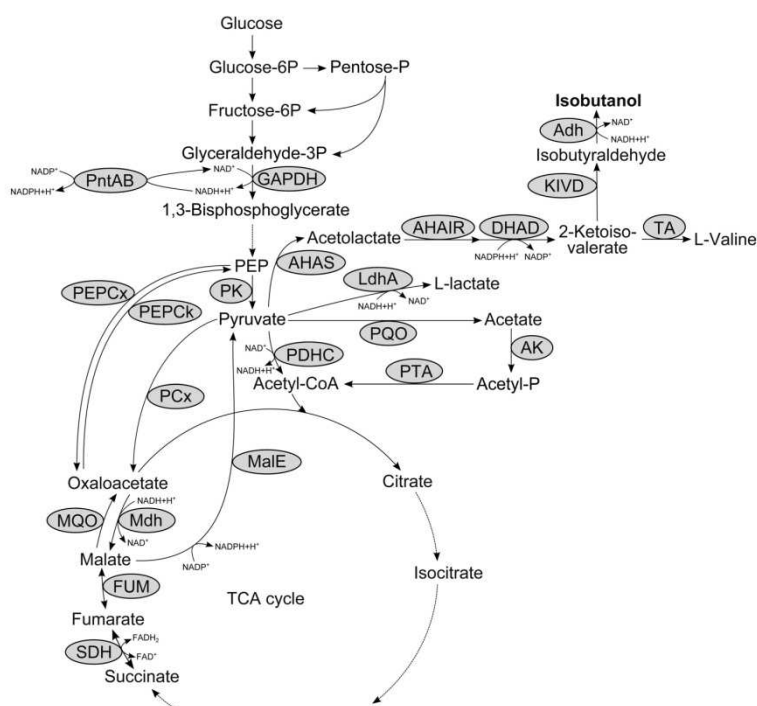 Glucose
Glucose-6P
Pentose-P
Fructose-6P
Isobutanol
Adh
NAD⁺
NADH+H⁺
Glyceraldehyde-3P
Isobutyraldehyde
NADP⁺
PntAB
NAD⁺
GAPDH
KIVD
NADPH+H⁺
NADH+H⁺
1,3-Bisphosphoglycerate
Acetolactate
AHAIR
DHAD
2-Ketoiso-
valerate
TA
L-Valine
NADPH+H⁺
NADP⁺
PEP
AHAS
PEPCx
PK
LdhA
L-lactate
PEPCk
NADH+H⁺
NAD⁺
Pyruvate
Acetate
PQO
NAD⁺
PDHC
AK
NADH+H⁺
Acetyl-CoA
PTA
Acetyl-P
PCx
MalE
Oxaloacetate
Citrate
NADH+H⁺
MQO
Mdh
NAD⁺
NADPH+H⁺
Malate
NADP⁺
Isocitrate
FUM
TCA cycle
Fumarate
FADH₂
SDH
FAD⁺
Succinate